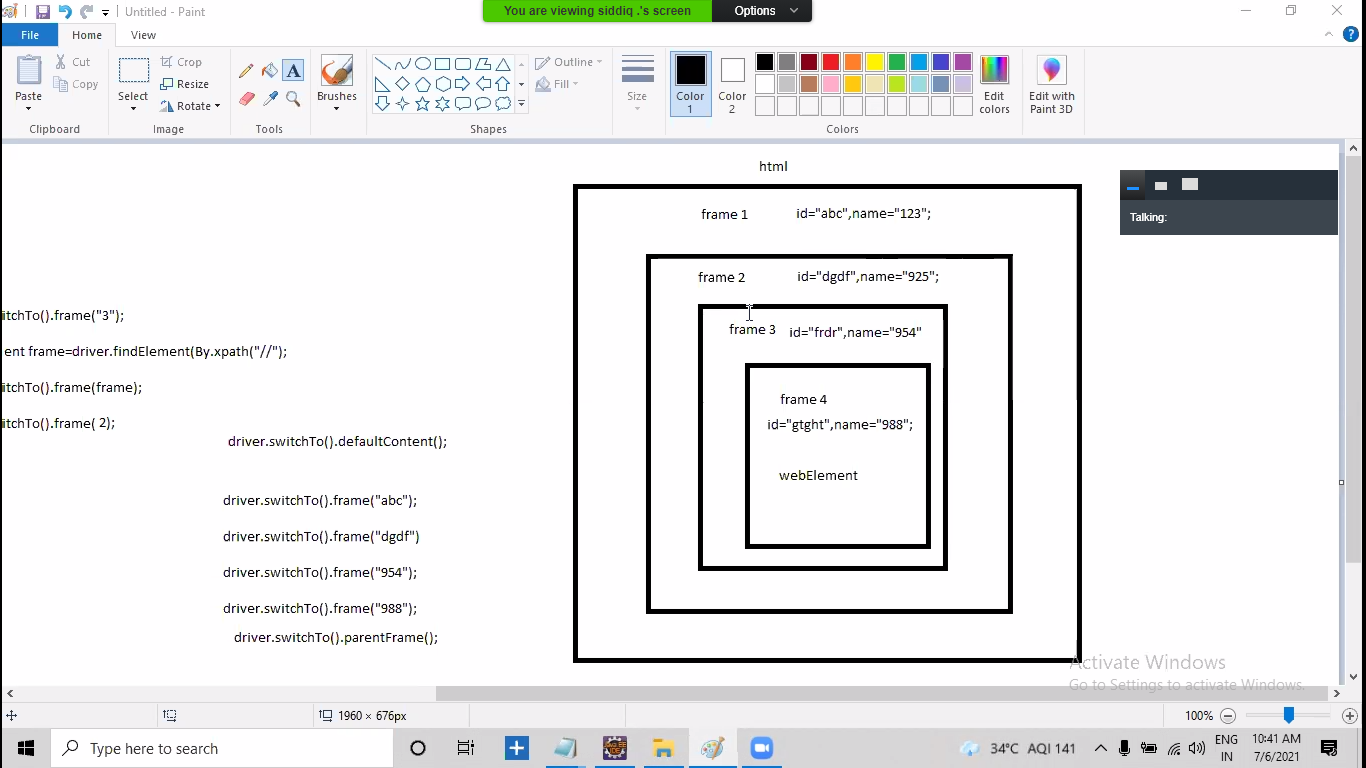 You are viewing siddiq .'s screen
Options
Untitled - Paint
File
Home
View
Paste
Cut
Copy
Clipboard
Select
Crop
Resize
Rotate
Image
A
Tools
Brushes
Outline
Fill
Shapes
Size
Color 1
Color 2
Edit colors
Edit with Paint 3D
Colors
html
Talking:
frame 1 id="abc",name="123";
frame 2 id="dgdf",name="925";
frame 3 id="frdr",name="954"
frame 4
id="gtght",name="988";
webElement
itchTo().frame("3");
ent frame=driver.findElement(By.xpath("//");
itchTo().frame(frame);
itchTo().frame( 2);
driver.switchTo().defaultContent();
driver.switchTo().frame("abc");
driver.switchTo().frame("dgdf")
driver.switchTo().frame("954");
driver.switchTo().frame("988");
driver.switchTo().parentFrame();
Activate Windows
Go to Settings to activate Windows.
1960 × 676px
100%
Type here to search
34°C AQI 141
ENG
IN
10:41 AM
7/6/2021